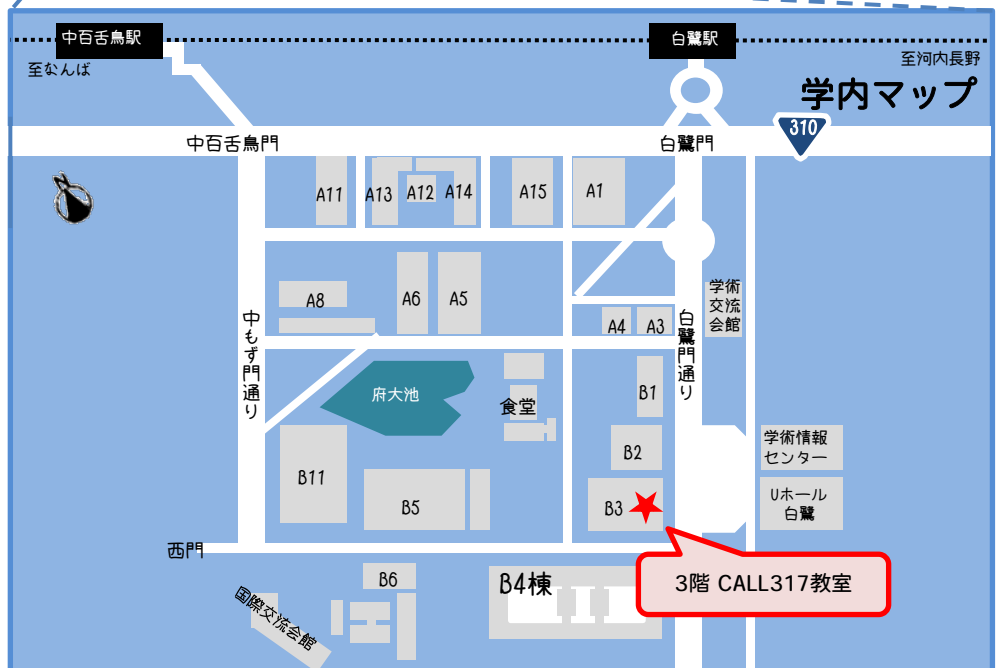 中百舌鳥駅
白鷺駅
至なんば
至河内長野
学内マップ
310
中百舌鳥門
白鷺門
A11
A13
A12
A14
A15
A1
A8
A6
A5
A4
A3
学術
交流
会館
中もず門通り
白鷺門通り
府大池
食堂
B1
B2
学術情報
センター
B11
B5
B3
Uホール
白鷺
西門
B6
B4棟
3階 CALL317教室
国際交流会館